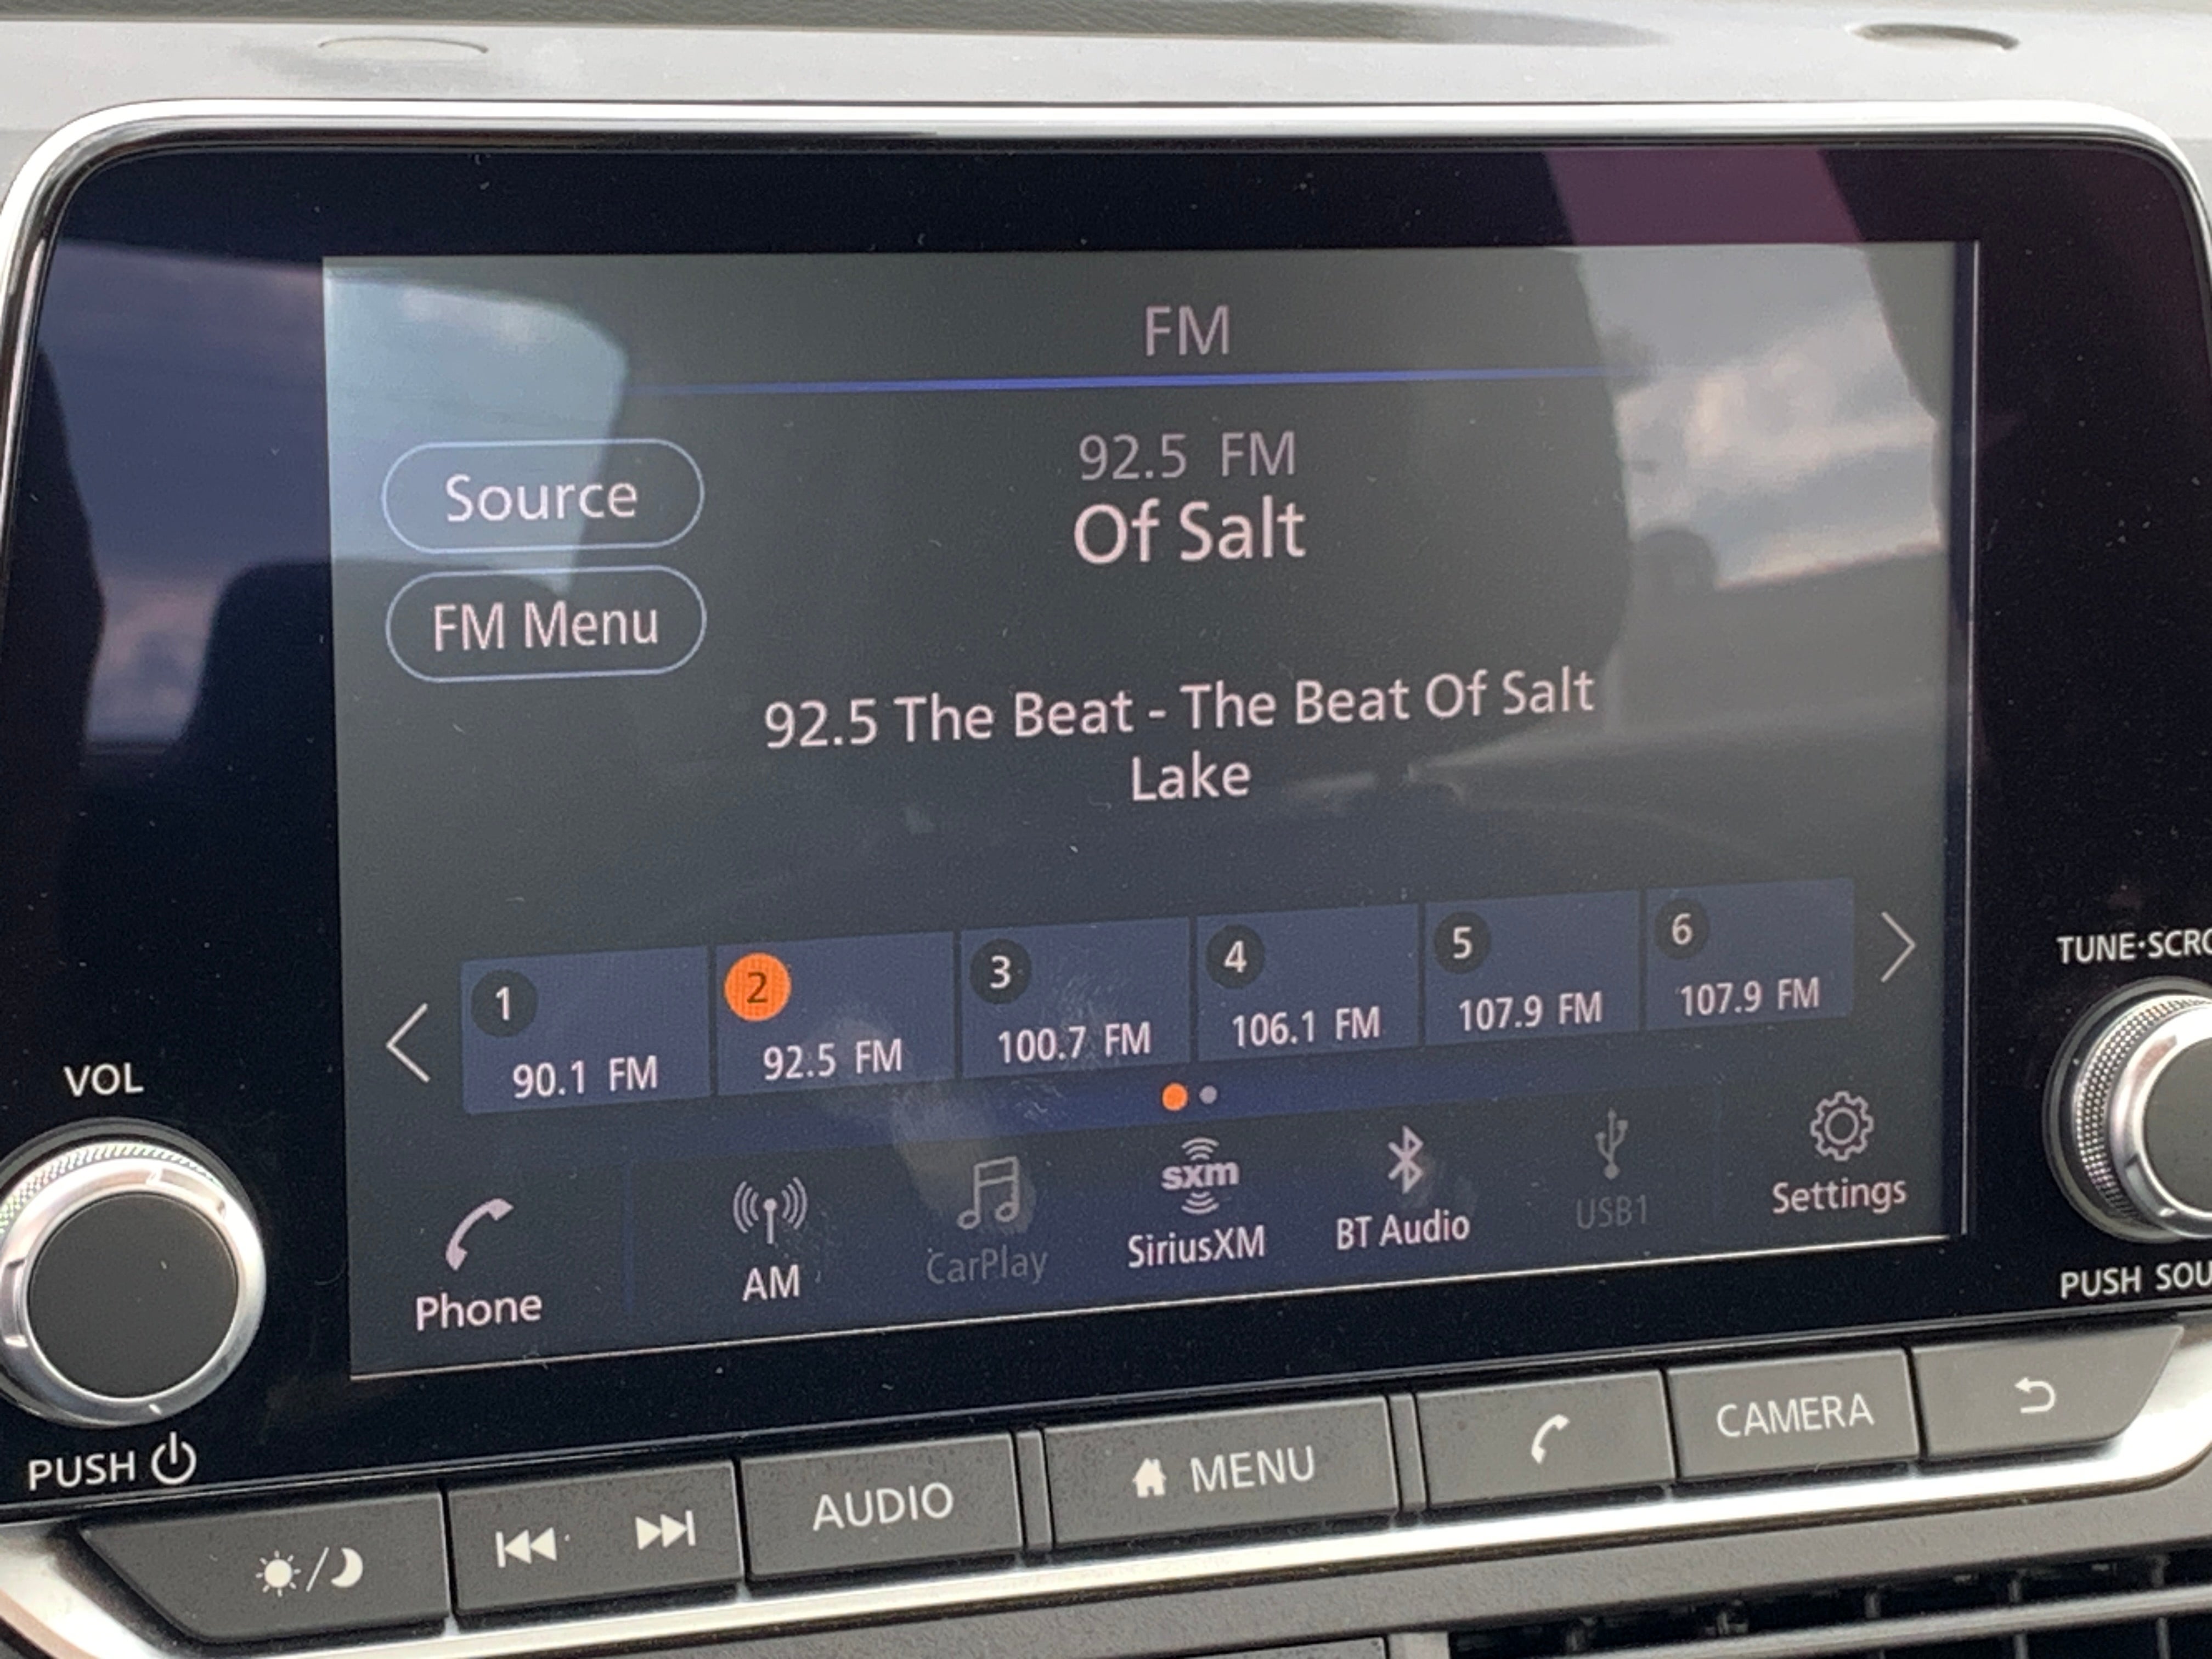 FM
92.5 FM
Of Salt
Source
FM Menu
92.5 The Beat - The Beat Of Salt
Lake
1
90.1 FM
2
92.5 FM
3
100.7 FM
4
106.1 FM
5
107.9 FM
6
107.9 FM
Phone
AM
CarPlay
sxm
SiriusXM
BT Audio
USB1
Settings
VOL
PUSH
TUNE·SCRO
PUSH SOU
AUDIO
MENU
CAMERA